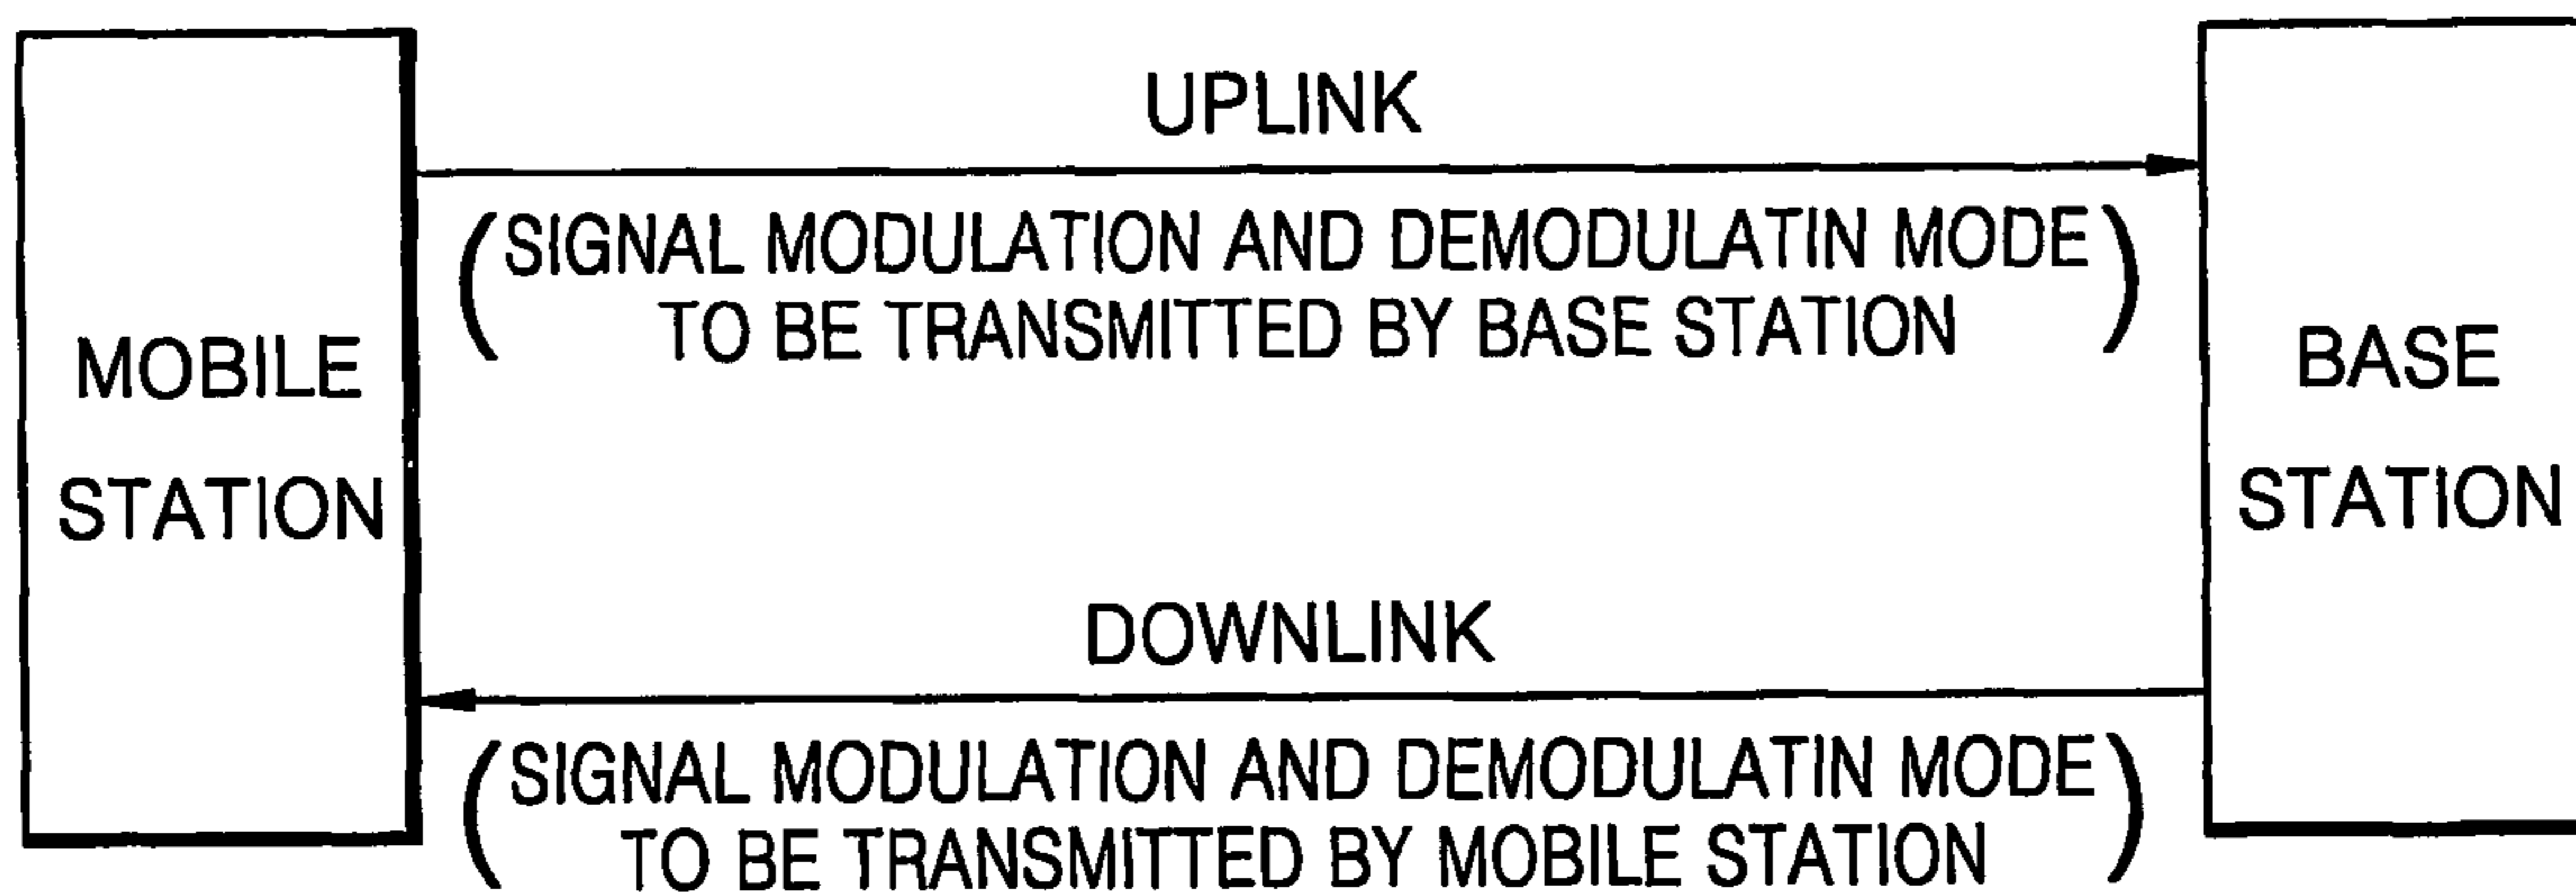 UPLINK
(SIGNAL MODULATION AND DEMODULATIN MODE
TO BE TRANSMITTED BY BASE STATION)
MOBILE
STATION
BASE
STATION
DOWNLINK
(SIGNAL MODULATION AND DEMODULATIN MODE
TO BE TRANSMITTED BY MOBILE STATION)